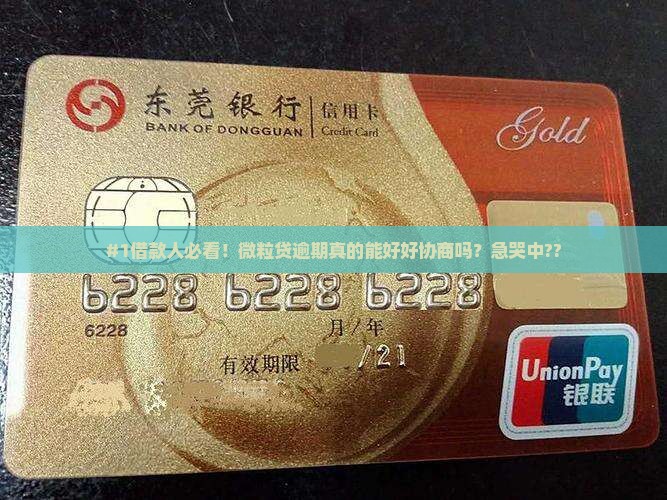 东莞银行 信用卡
BANK OF DONGGUAN Credit Card
Gold
#1借款人必看！微粒贷逾期真的能好好协商吗？急哭中??
6228 6228 6228
6228
月/年
有效期限 /21
UnionPay
银联